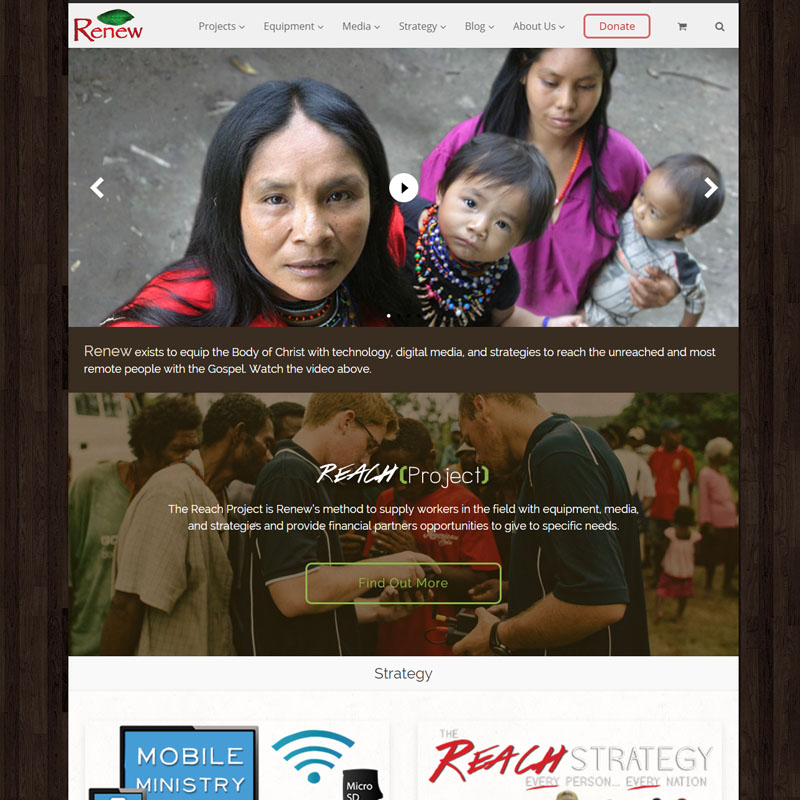 Renew
Projects Equipment Media Strategy Blog About Us Donate
Renew exists to equip the Body of Christ with technology, digital media, and strategies to reach the unreached and most
remote people with the Gospel. Watch the video above.
REACH (Project)
The Reach Project is Renew's method to supply workers in the field with equipment, media,
and strategies and provide financial partners opportunities to give to specific needs.
Find Out More
Strategy
MOBILE
MINISTRY
Micro
SD
THE
REACH STRATEGY
EVERY PERSON... EVERY NATION